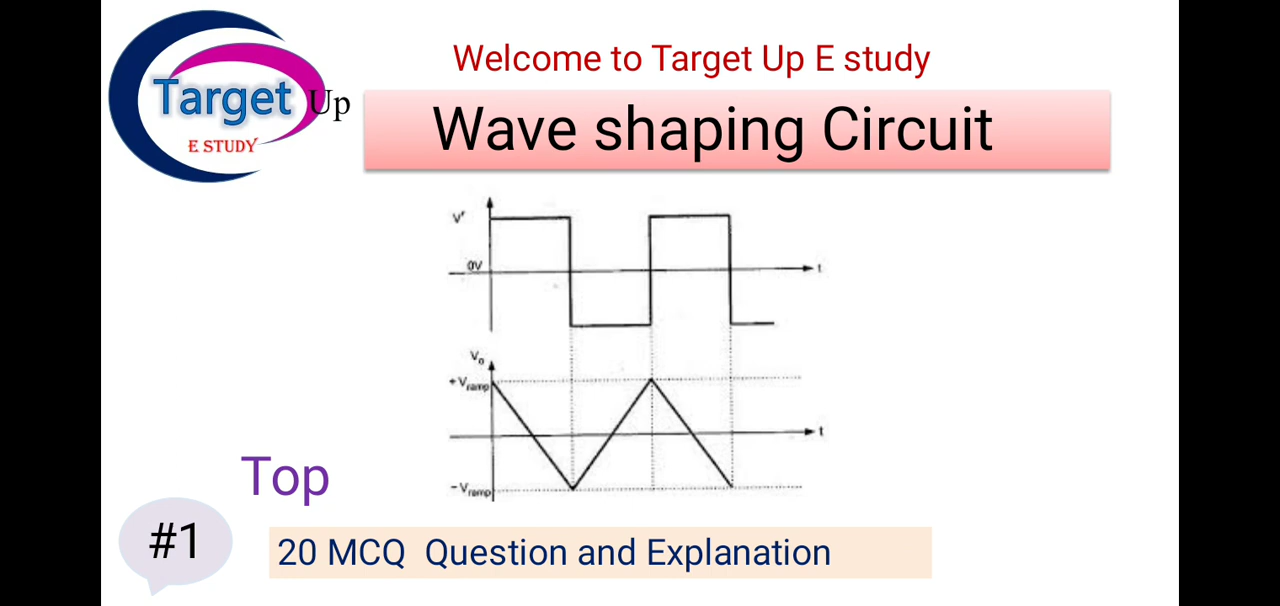 Welcome to Target Up E study
Target Up
E STUDY
Wave shaping Circuit
V'
0V
t
Vo
+Vramp
t
-Vramp
Top
#1
20 MCQ Question and Explanation